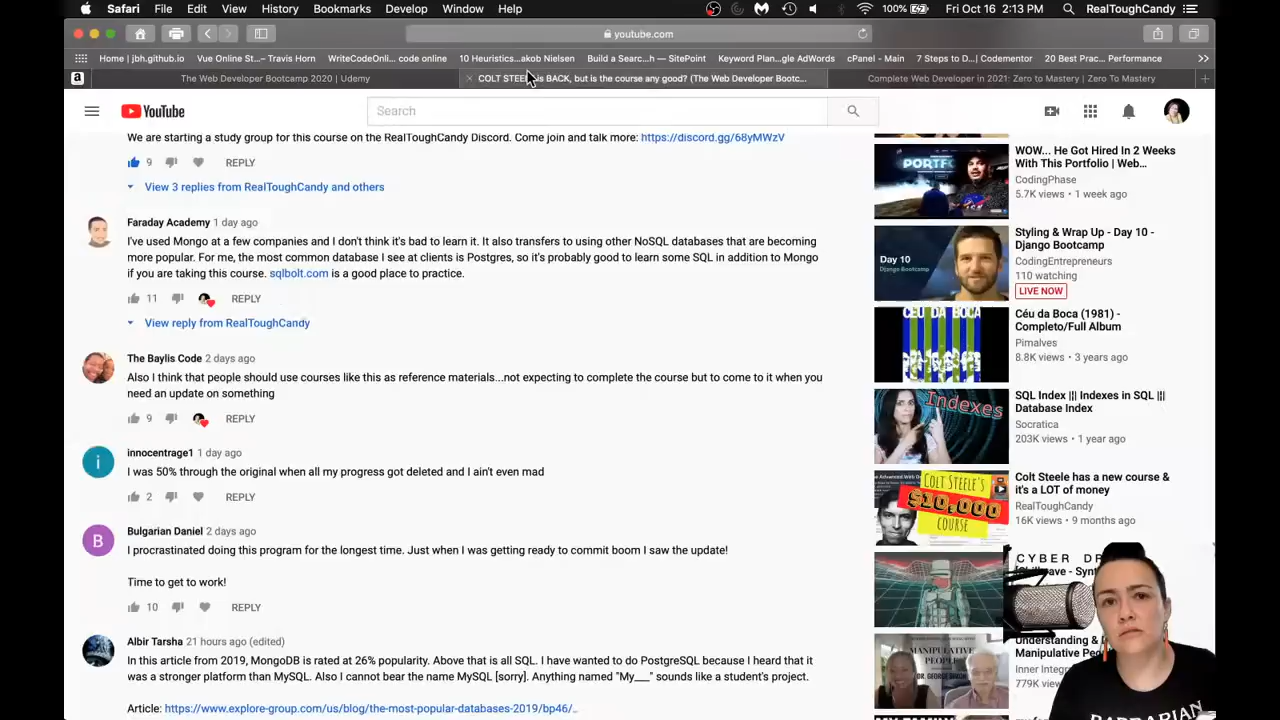 Safari File Edit View History Bookmarks Develop Window Help 100% Fri Oct 16 2:13 PM RealToughCandy
youtube.com
Home | jbh.github.io Vue Online St...– Travis Horn WriteCodeOnli... code online 10 Heuristics...akob Nielsen Build a Search...h — SitePoint Keyword Plan...gle AdWords cPanel - Main 7 Steps to D...| Codementor 20 Best Prac... Performance
The Web Developer Bootcamp 2020 | Udemy
COLT STEELE is BACK, but is the course any good? (The Web Developer Bootc...
Complete Web Developer in 2021: Zero to Mastery | Zero To Mastery
YouTube
Search
We are starting a study group for this course on the RealToughCandy Discord. Come join and talk more: https://discord.gg/68yMWzV
9 REPLY
View 3 replies from RealToughCandy and others
Faraday Academy 1 day ago
I've used Mongo at a few companies and I don't think it's bad to learn it. It also transfers to using other NoSQL databases that are becoming
more popular. For me, the most common database I see at clients is Postgres, so it's probably good to learn some SQL in addition to Mongo
if you are taking this course. sqlbolt.com is a good place to practice.
11 REPLY
View reply from RealToughCandy
The Baylis Code 2 days ago
Also I think that people should use courses like this as reference materials...not expecting to complete the course but to come to it when you
need an update on something
9 REPLY
i
innocentrage1 1 day ago
I was 50% through the original when all my progress got deleted and I ain't even mad
2 REPLY
B
Bulgarian Daniel 2 days ago
I procrastinated doing for the longest time. Just when I was getting ready to commit boom I saw the update!
Time to get to work!
10 REPLY
Albir Tarsha 21 hours ago (edited)
In this article from 2019, MongoDB is rated at 26% popularity. Above that is all SQL. I have wanted to do PostgreSQL because I heard that it
was a stronger platform than MySQL. Also I cannot bear the name MySQL [sorry]. Anything named "My___" sounds like a student's project.
Article: https://www.explore-group.com/us/blog/the-most-popular-databases-2019/bp46/...
WOW... He Got Hired In 2 Weeks
With This Portfolio | Web...
CodingPhase
5.7K views • 1 week ago
Day 10
Django Bootcamp
Styling & Wrap Up - Day 10 -
Django Bootcamp
CodingEntrepreneurs
110 watching
LIVE NOW
CÉU DA BOCA
Céu da Boca (1981) -
Completo/Full Album
Pimalves
8.8K views • 3 years ago
Indexes
SQL Index ||| Indexes in SQL |||
Database Index
Socratica
203K views • 1 year ago
COLT STEELE'S
$10,000
COURSE
Colt Steele has a new course &
it's a LOT of money
RealToughCandy
16K views • 9 months ago
CYBER
MANIPULATIVE
PEOPLE
Understanding &
Manipulative
Inner
779K
BARBARIAN